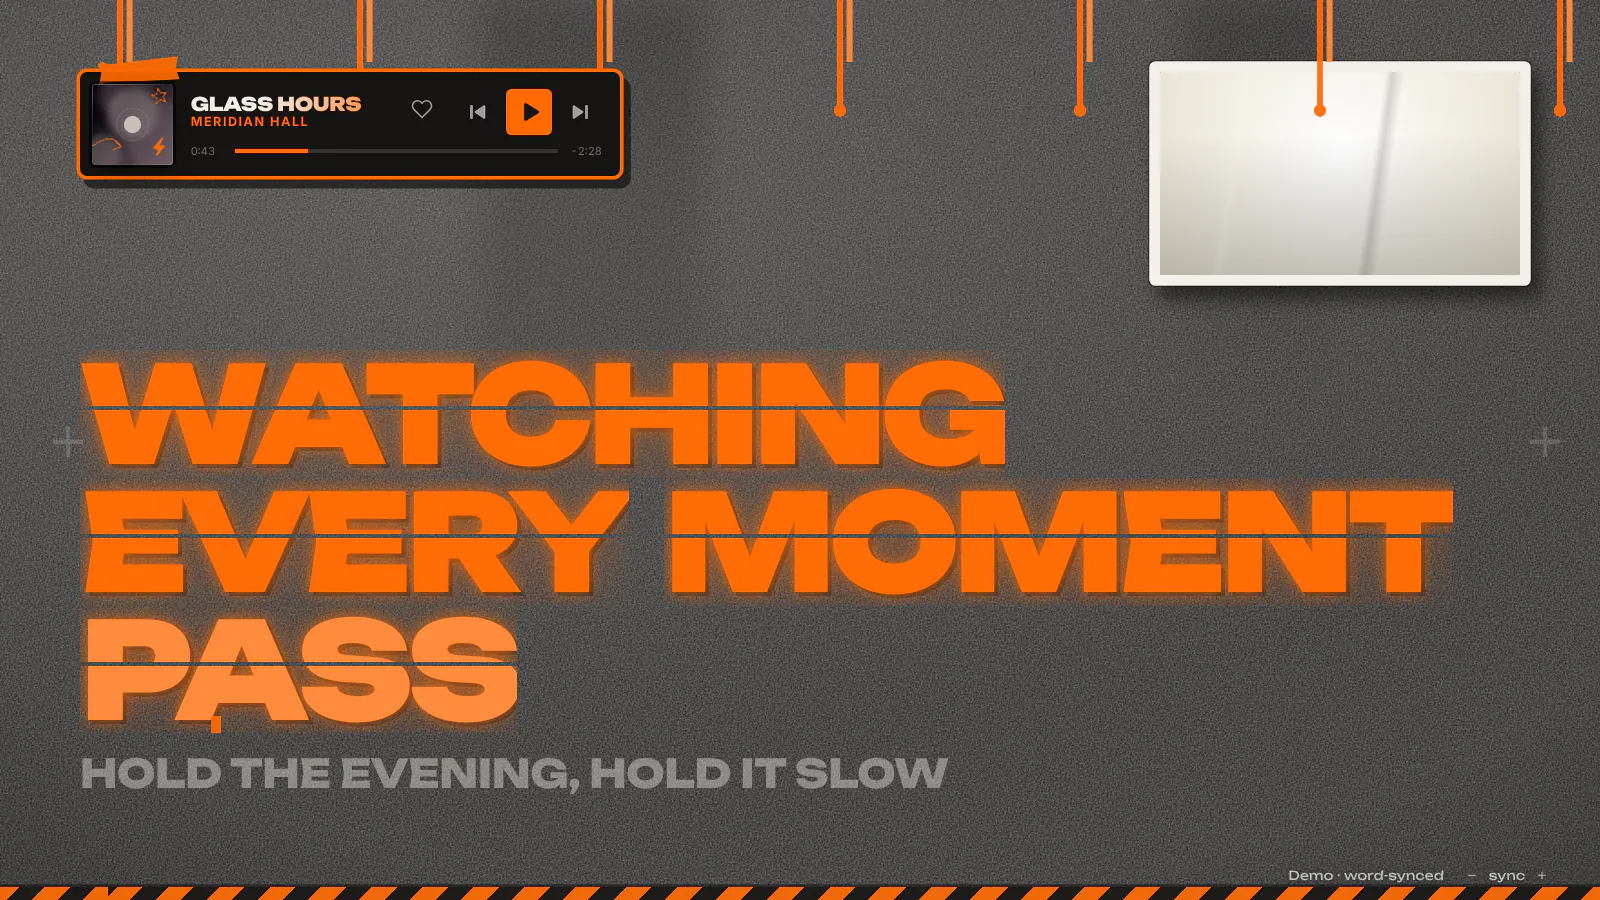 GLASS HOURS
MERIDIAN HALL
0:43
-2:28
WATCHING
EVERY MOMENT
PASS
HOLD THE EVENING, HOLD IT SLOW
Demo · word-synced − sync +